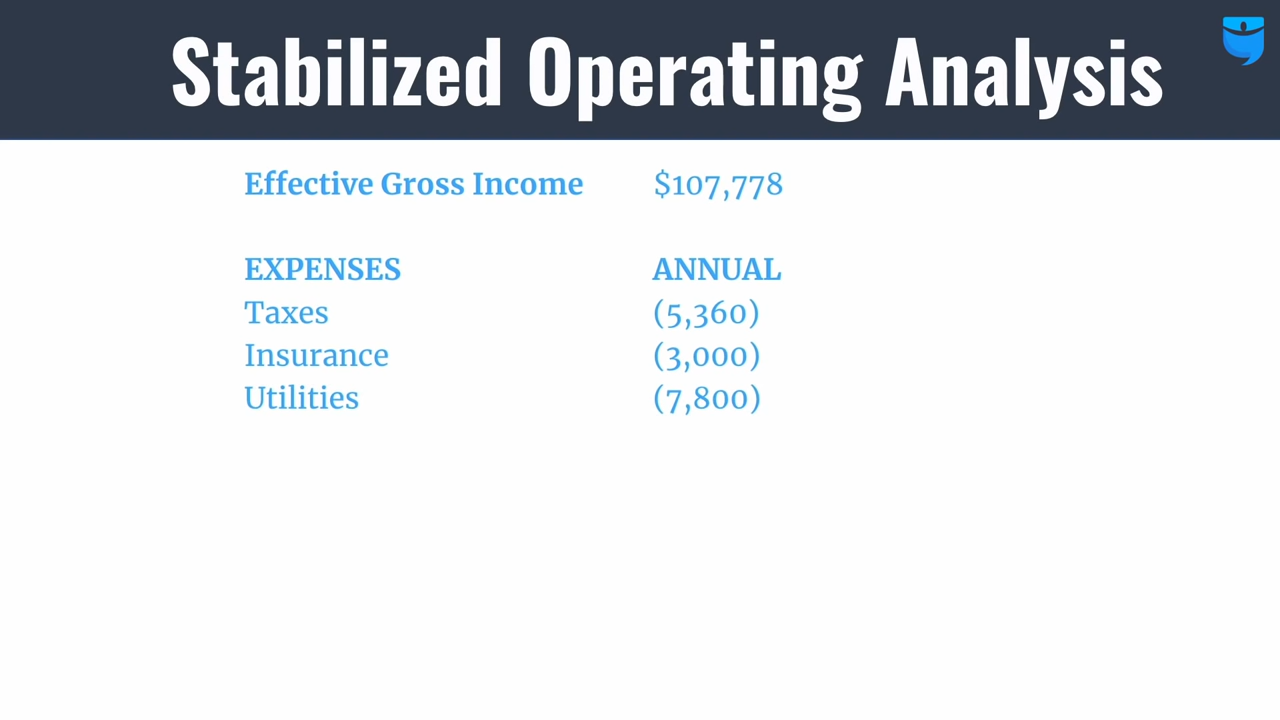 Stabilized Operating Analysis
Effective Gross Income $107,778
EXPENSES ANNUAL
Taxes (5,360)
Insurance (3,000)
Utilities (7,800)